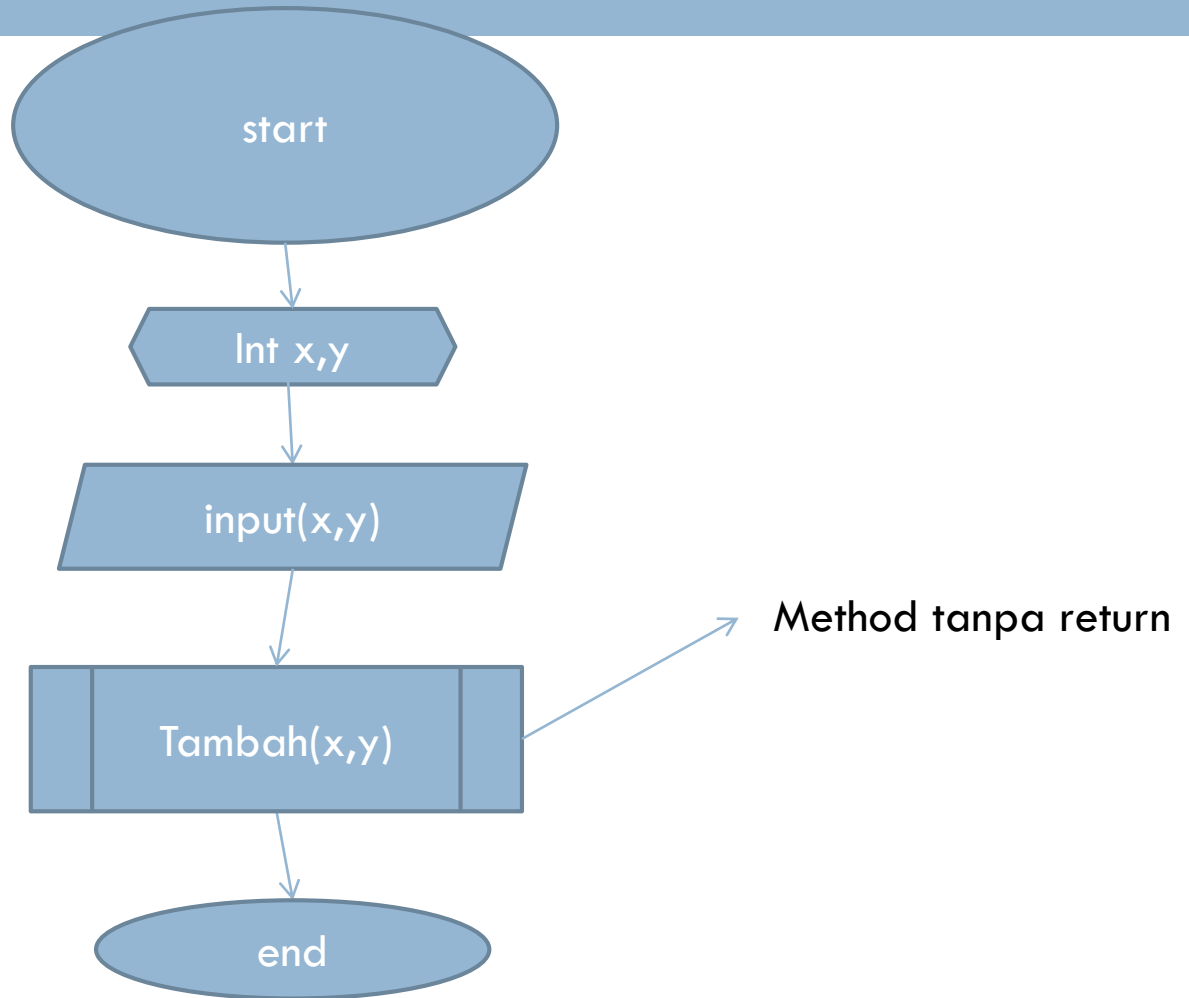 start
Int x,y
input(x,y)
Method tanpa return
Tambah(x,y)
end